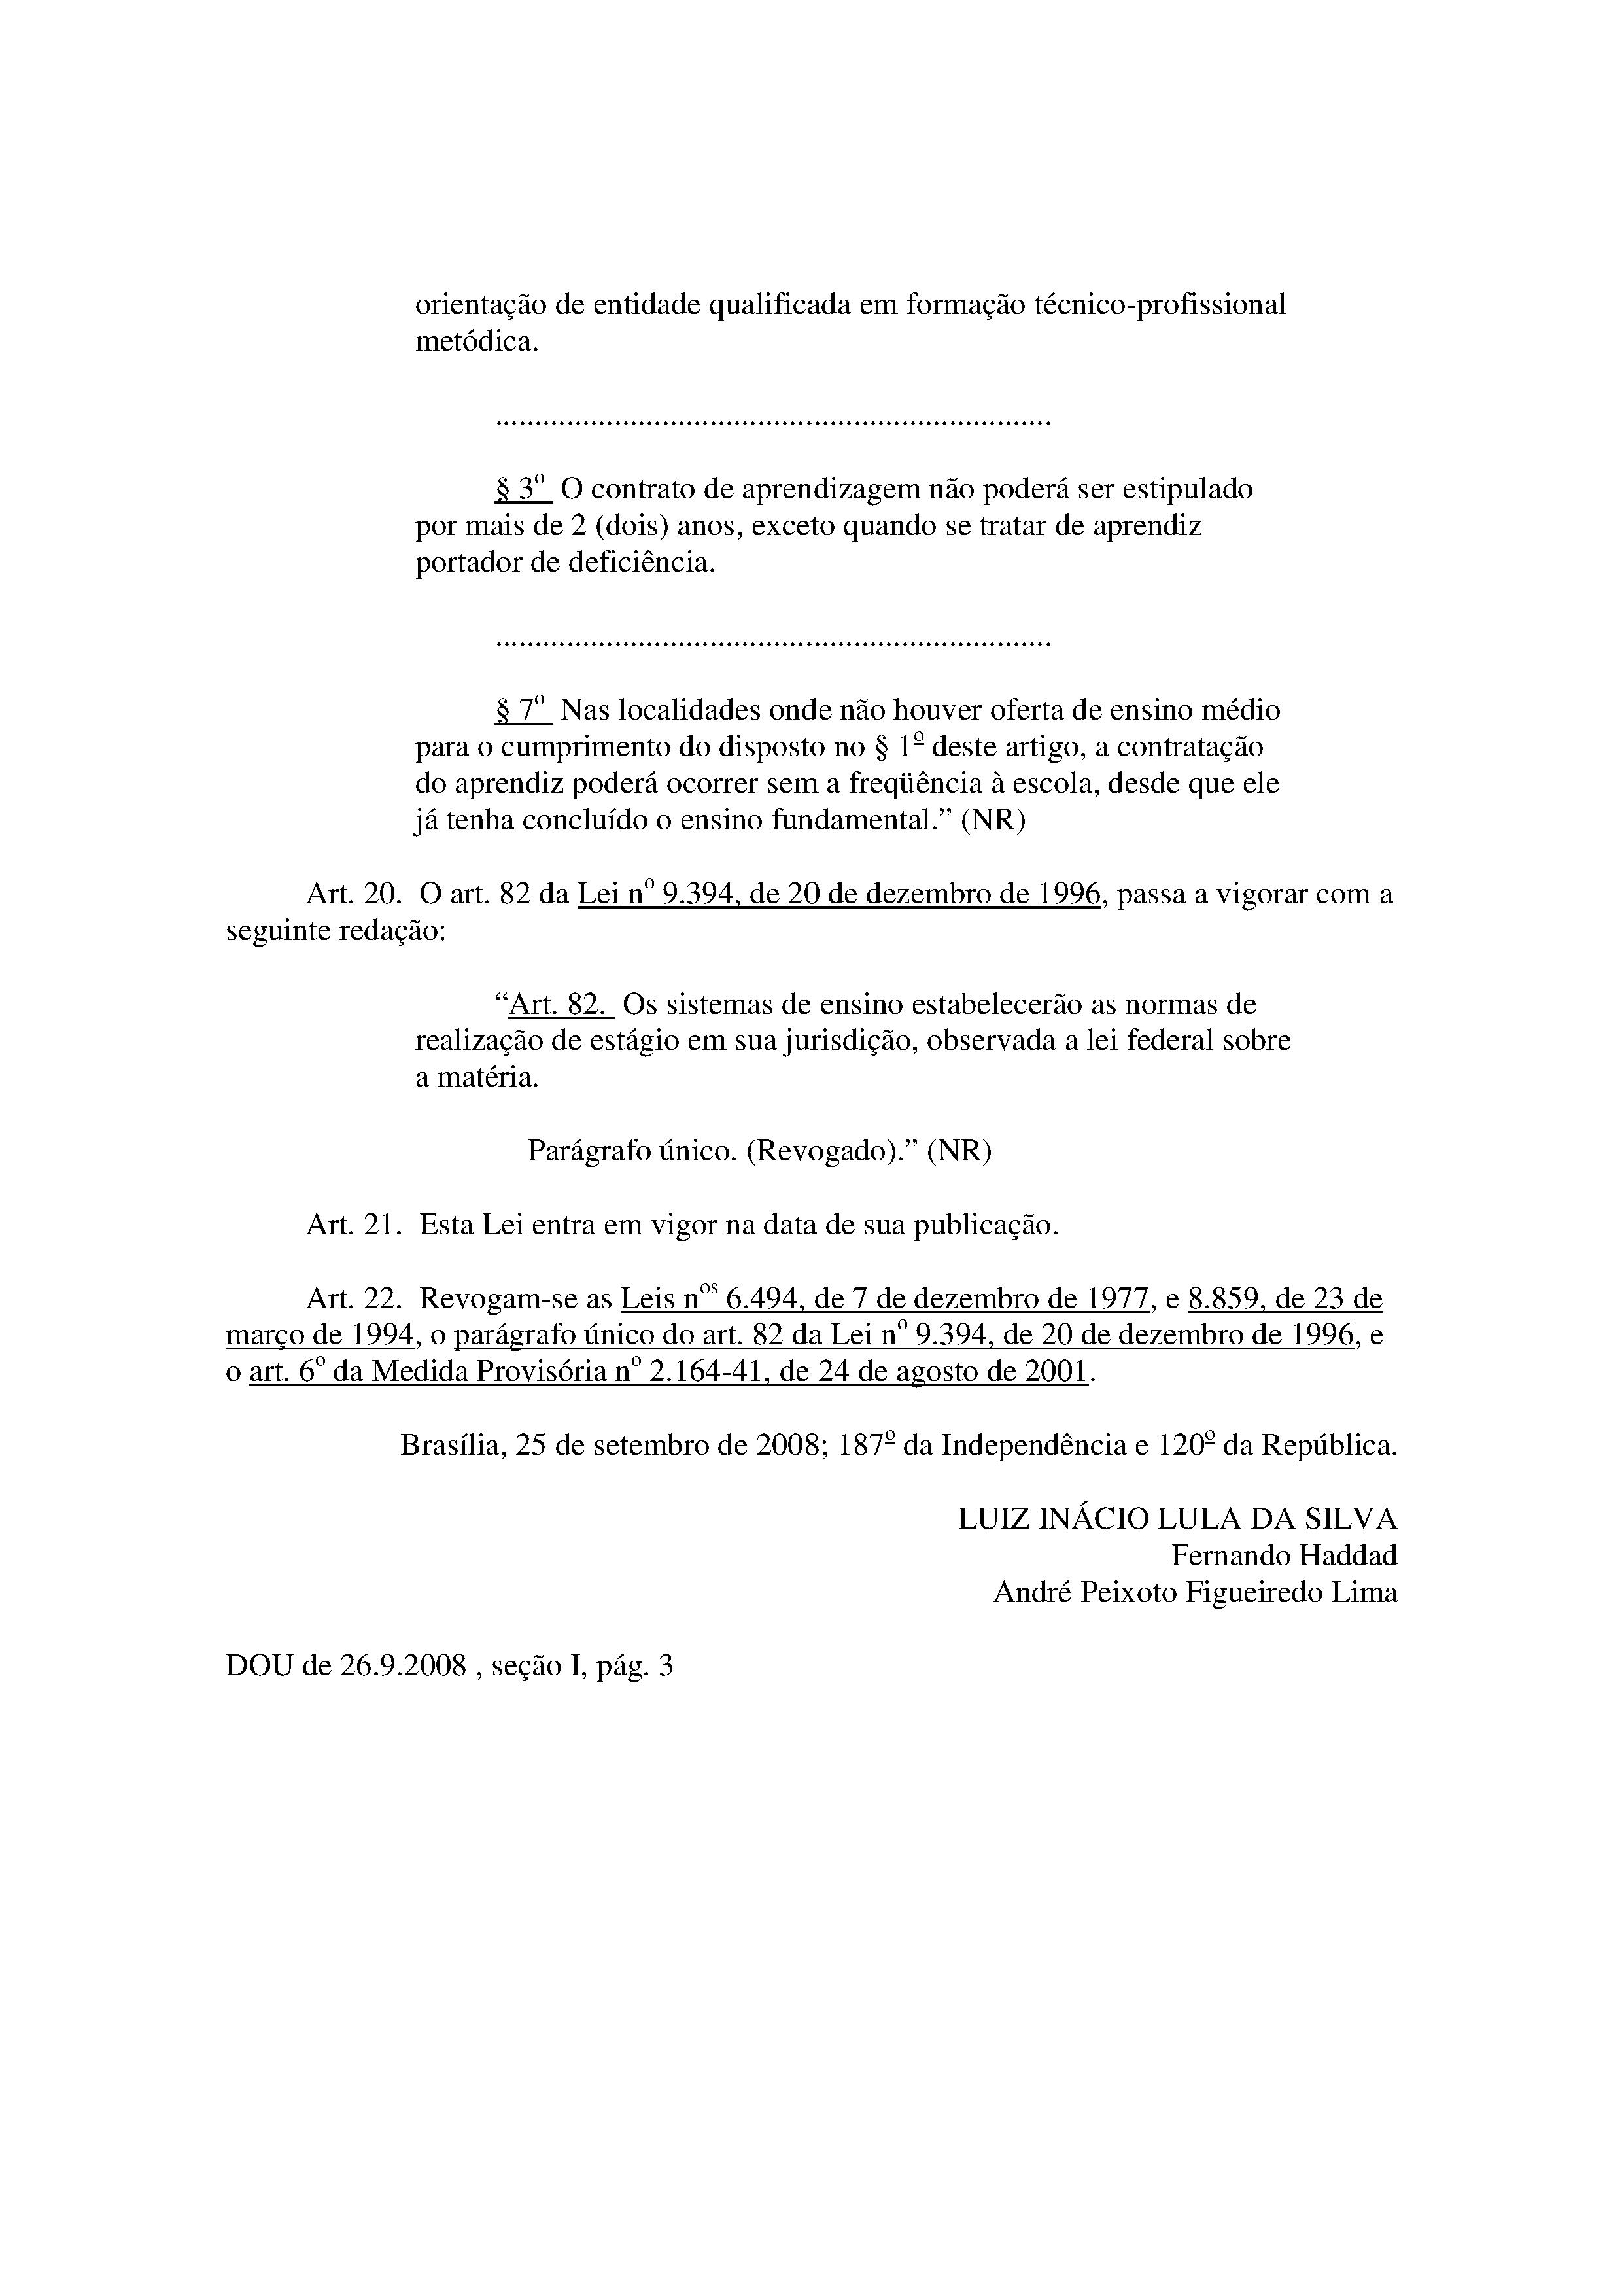 orientação de entidade qualificada em formação técnico-profissional
metódica.
......................................................................
§ 3º O contrato de aprendizagem não poderá ser estipulado
por mais de 2 (dois) anos, exceto quando se tratar de aprendiz
portador de deficiência.
......................................................................
§ 7º Nas localidades onde não houver oferta de ensino médio
para o cumprimento do disposto no § 1º deste artigo, a contratação
do aprendiz poderá ocorrer sem a freqüência à escola, desde que ele
já tenha concluído o ensino fundamental.” (NR)
Art. 20. O art. 82 da Lei nº 9.394, de 20 de dezembro de 1996, passa a vigorar com a
seguinte redação:
“Art. 82. Os sistemas de ensino estabelecerão as normas de
realização de estágio em sua jurisdição, observada a lei federal sobre
a matéria.
Parágrafo único. (Revogado).” (NR)
Art. 21. Esta Lei entra em vigor na data de sua publicação.
Art. 22. Revogam-se as Leis nos 6.494, de 7 de dezembro de 1977, e 8.859, de 23 de
março de 1994, o parágrafo único do art. 82 da Lei nº 9.394, de 20 de dezembro de 1996, e
o art. 6º da Medida Provisória nº 2.164-41, de 24 de agosto de 2001.
Brasília, 25 de setembro de 2008; 187º da Independência e 120º da República.
LUIZ INÁCIO LULA DA SILVA
Fernando Haddad
André Peixoto Figueiredo Lima
DOU de 26.9.2008 , seção I, pág. 3